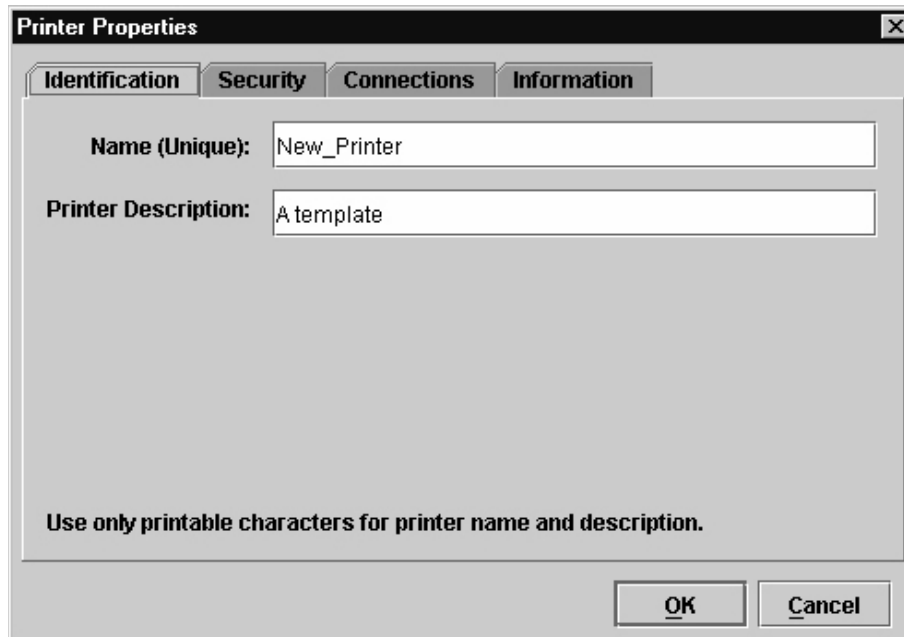 Printer Properties
Identification Security Connections Information
Name (Unique): New_Printer
Printer Description: A template
Use only printable characters for printer name and description.
OK Cancel